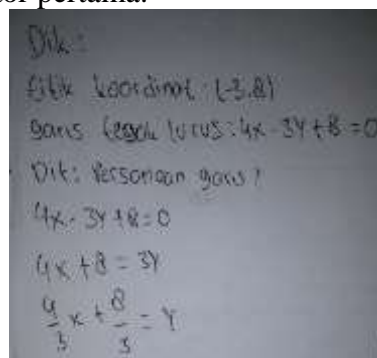 Dik :
titik koordinat : (-3,8)
garis tegak lurus : 4x - 3y + 8 = 0
Dit : Persamaan garis ?
4x - 3y + 8 = 0
4x + 8 = 3y
4/3 x + 8/3 = y